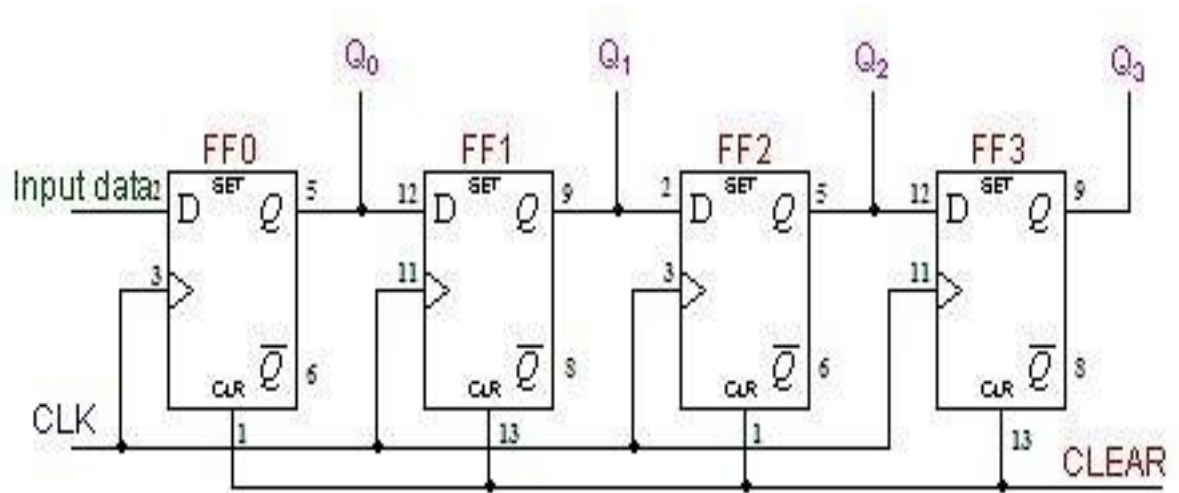 Q0 Q1 Q2 Q3
FF0 FF1 FF2 FF3
Input data 2 SET 5 12 SET 9 2 SET 5 12 SET 9
D Q D Q D Q D Q
3 11 3 11
Q̅ 6 Q̅ 8 Q̅ 6 Q̅ 8
CLR CLR CLR CLR
CLK 1 13 1 13
CLEAR